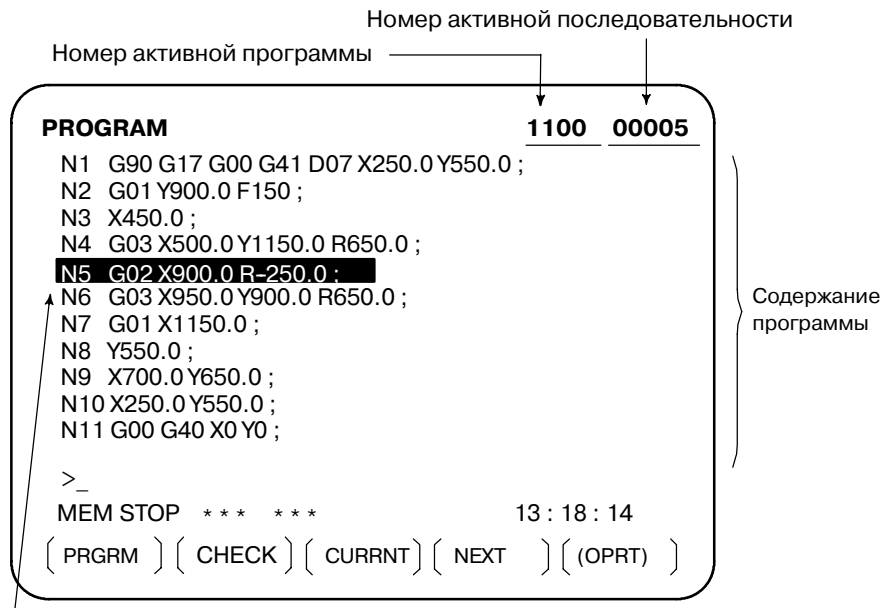 Номер активной последовательности
Номер активной программы
PROGRAM 1100 00005
N1 G90 G17 G00 G41 D07 X250.0 Y550.0 ;
N2 G01 Y900.0 F150 ;
N3 X450.0 ;
N4 G03 X500.0 Y1150.0 R650.0 ;
N5 G02 X900.0 R-250.0 ;
N6 G03 X950.0 Y900.0 R650.0 ;
N7 G01 X1150.0 ;
N8 Y550.0 ;
N9 X700.0 Y650.0 ;
N10 X250.0 Y550.0 ;
N11 G00 G40 X0 Y0 ;
Содержание
программы
>_
MEM STOP * * * * * * 13 : 18 : 14
[ PRGRM ] [ CHECK ] [ CURRNT ] [ NEXT ] [ (OPRT) ]